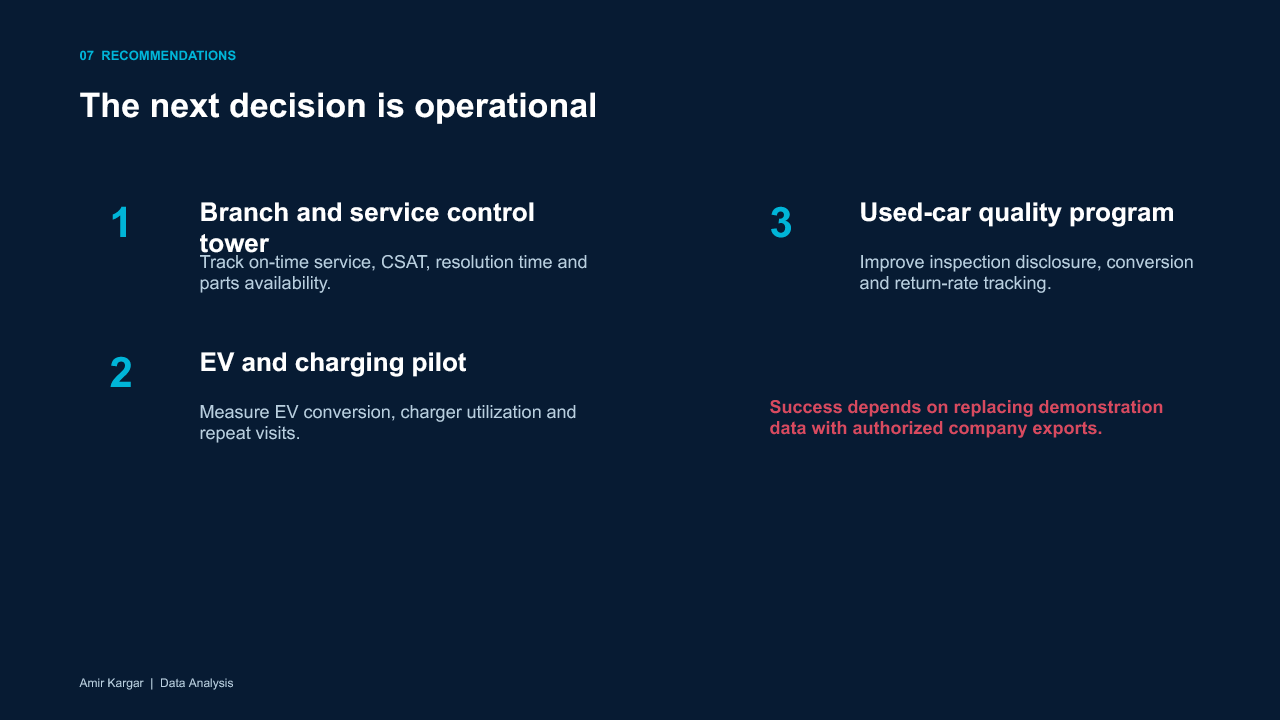 07 RECOMMENDATIONS
The next decision is operational
1
Branch and service control
tower
Track on-time service, CSAT, resolution time and
parts availability.
2
EV and charging pilot
Measure EV conversion, charger utilization and
repeat visits.
3
Used-car quality program
Improve inspection disclosure, conversion
and return-rate tracking.
Success depends on replacing demonstration
data with authorized company exports.
Amir Kargar | Data Analysis